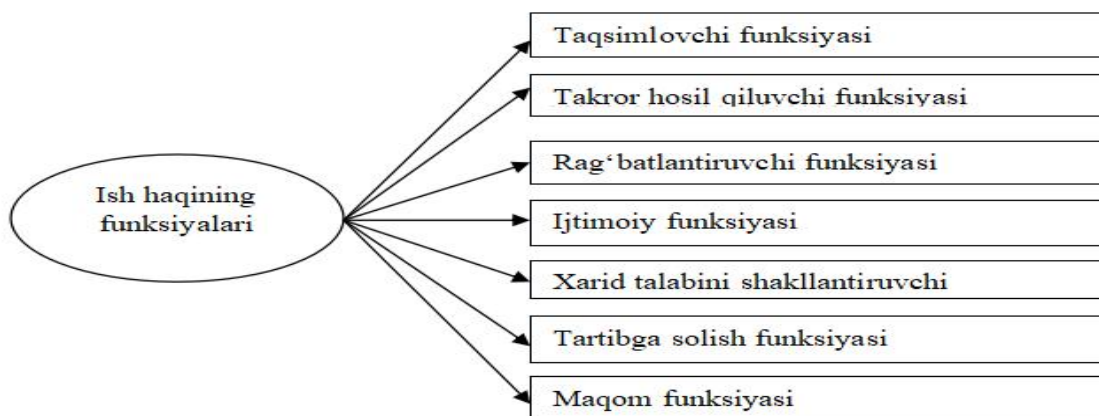 Ish haqining
funksiyalari
Taqsimlovchi funksiyasi
Takror hosil qiluvchi funksiyasi
Rag‘batlantiruvchi funksiyasi
Ijtimoiy funksiyasi
Xarid talabini shakllantiruvchi
Tartibga solish funksiyasi
Maqom funksiyasi